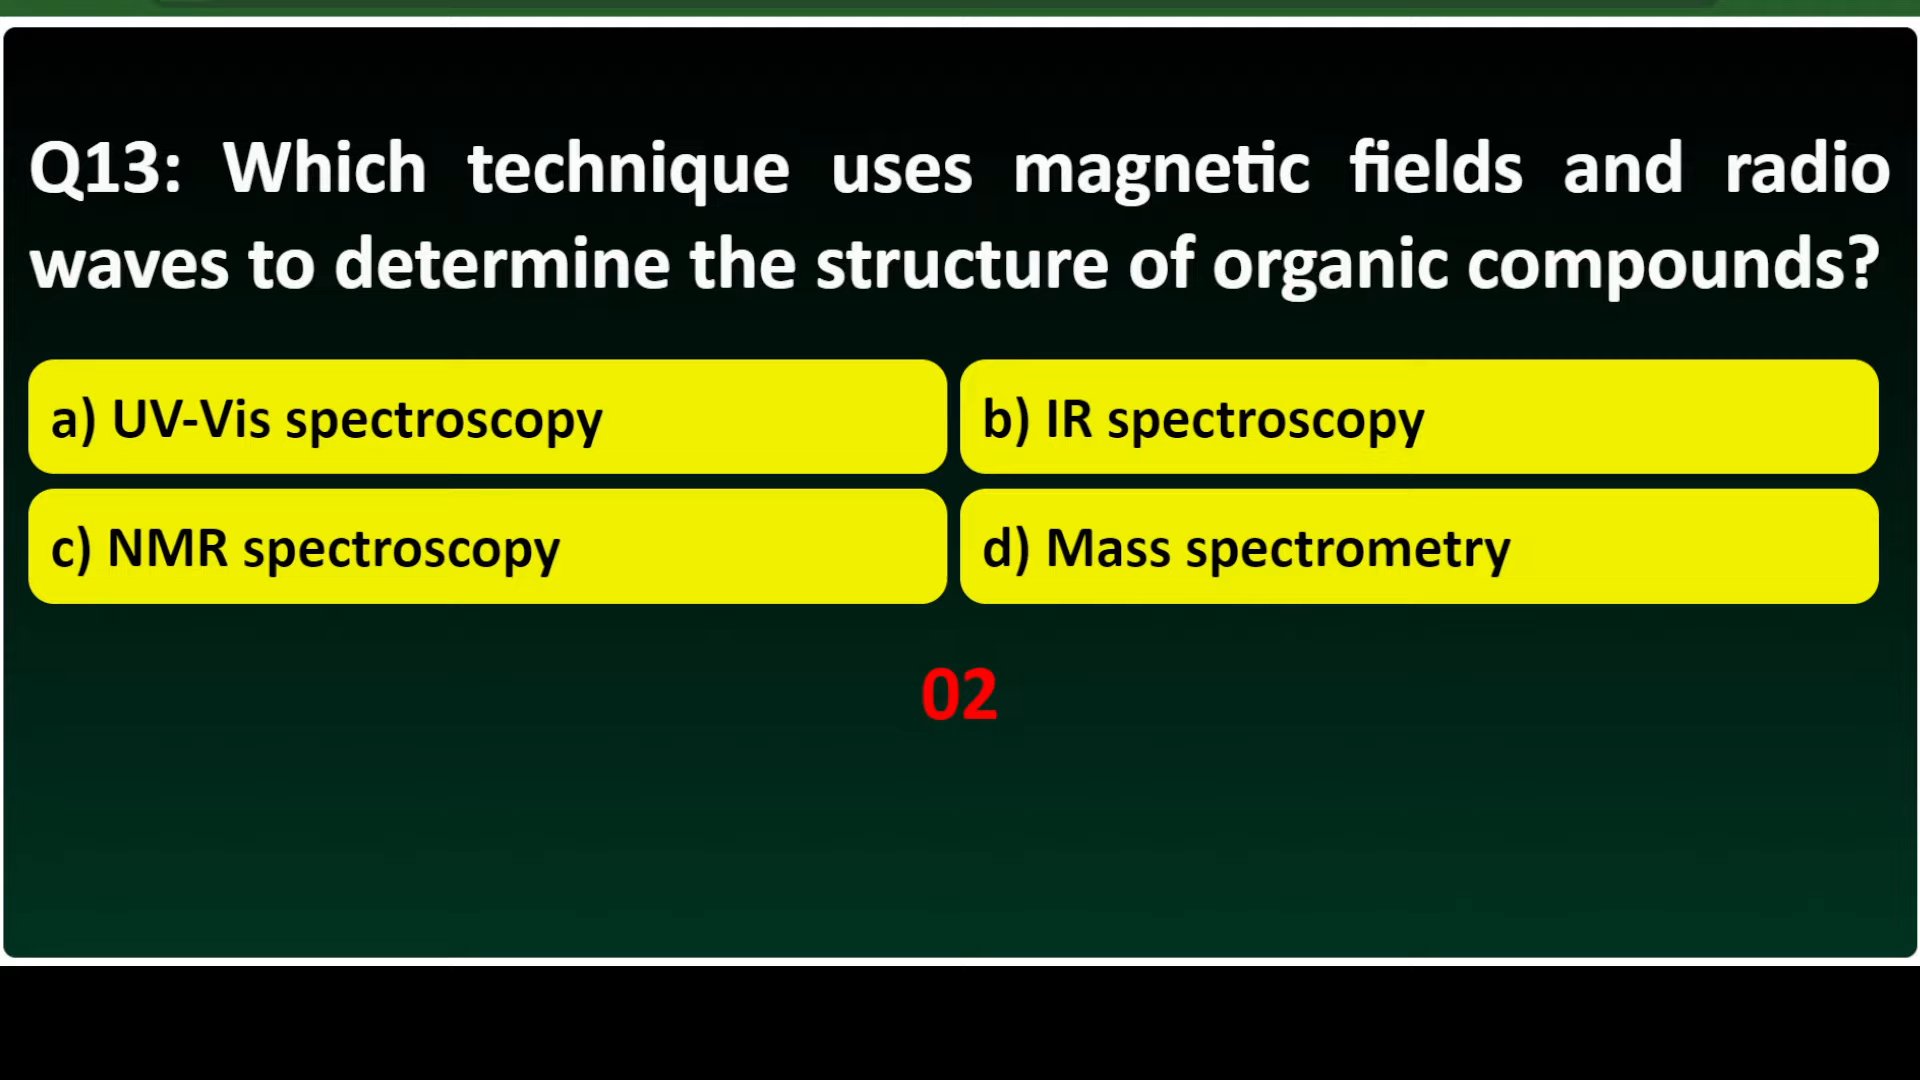 Q13: Which technique uses magnetic fields and radio
waves to determine the structure of organic compounds?
a) UV-Vis spectroscopy
b) IR spectroscopy
c) NMR spectroscopy
d) Mass spectrometry
02